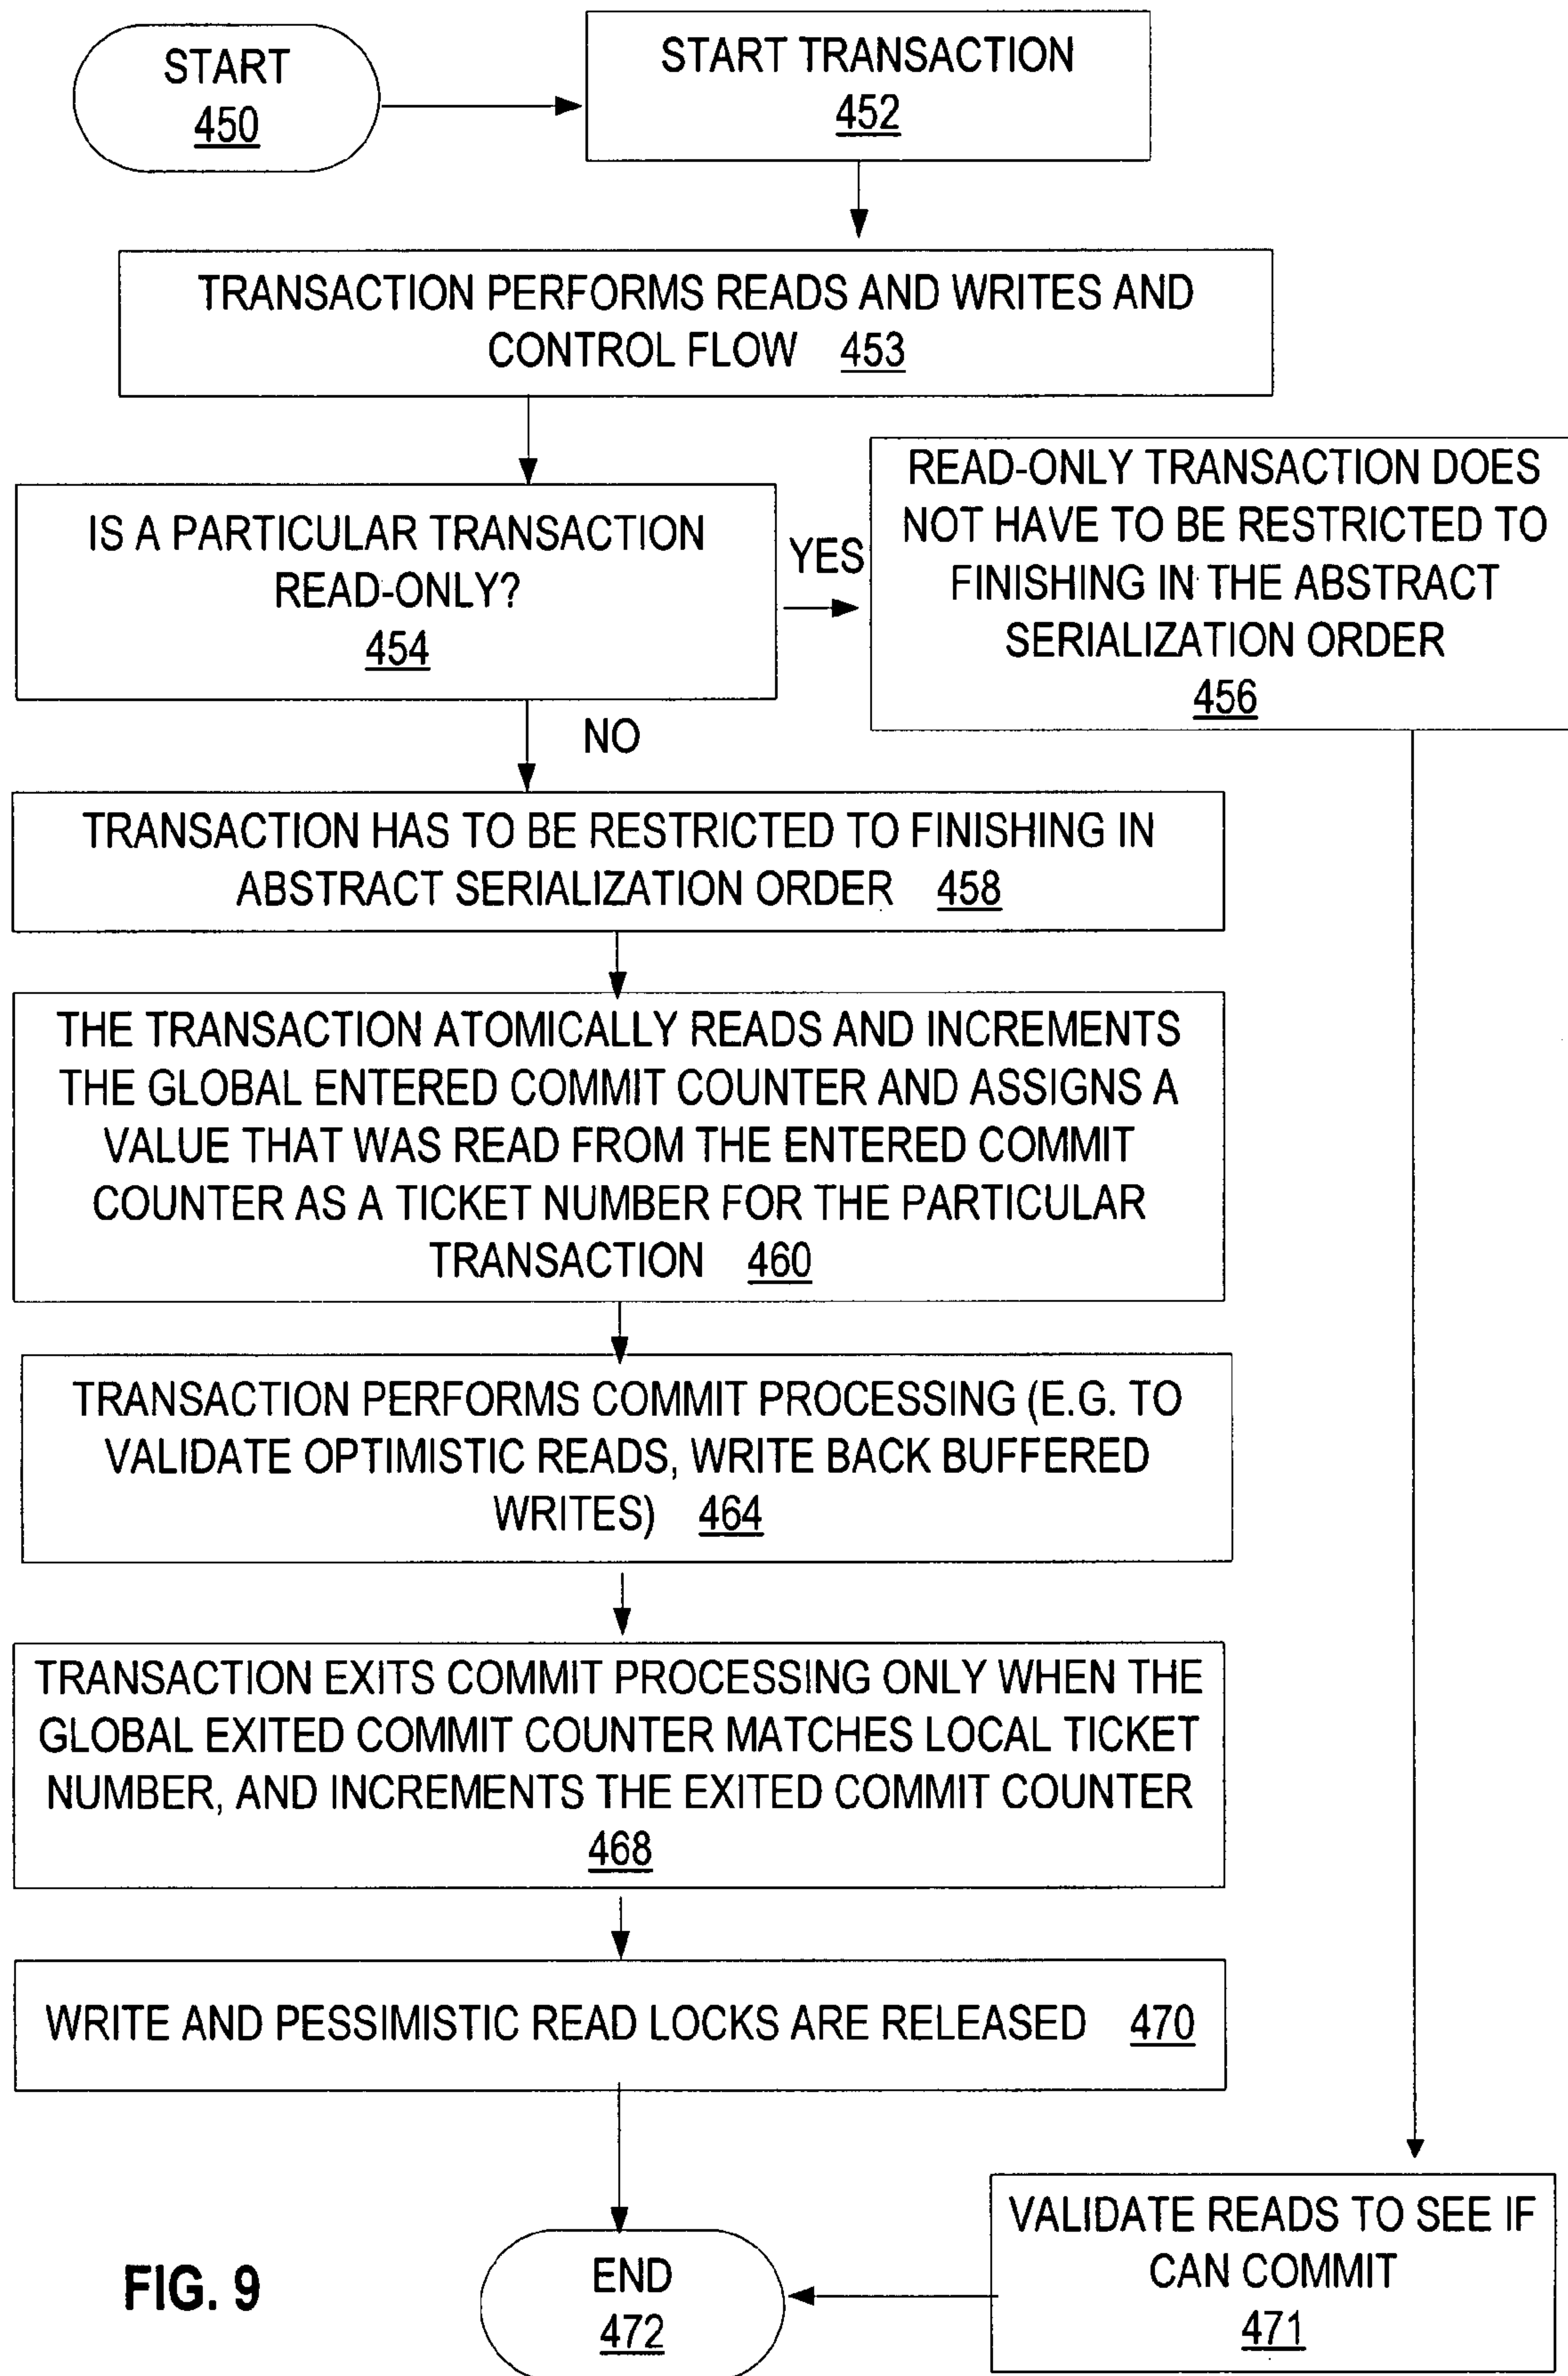 START
450
START TRANSACTION
452
TRANSACTION PERFORMS READS AND WRITES AND
CONTROL FLOW 453
IS A PARTICULAR TRANSACTION
READ-ONLY?
454
YES
READ-ONLY TRANSACTION DOES
NOT HAVE TO BE RESTRICTED TO
FINISHING IN THE ABSTRACT
SERIALIZATION ORDER
456
NO
TRANSACTION HAS TO BE RESTRICTED TO FINISHING IN
ABSTRACT SERIALIZATION ORDER 458
THE TRANSACTION ATOMICALLY READS AND INCREMENTS
THE GLOBAL ENTERED COMMIT COUNTER AND ASSIGNS A
VALUE THAT WAS READ FROM THE ENTERED COMMIT
COUNTER AS A TICKET NUMBER FOR THE PARTICULAR
TRANSACTION 460
TRANSACTION PERFORMS COMMIT PROCESSING (E.G. TO
VALIDATE OPTIMISTIC READS, WRITE BACK BUFFERED
WRITES) 464
TRANSACTION EXITS COMMIT PROCESSING ONLY WHEN THE
GLOBAL EXITED COMMIT COUNTER MATCHES LOCAL TICKET
NUMBER, AND INCREMENTS THE EXITED COMMIT COUNTER
468
WRITE AND PESSIMISTIC READ LOCKS ARE RELEASED 470
VALIDATE READS TO SEE IF
CAN COMMIT
471
END
472
FIG. 9